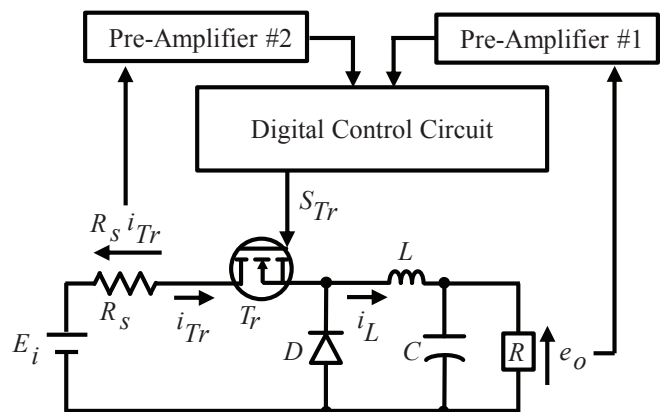 Pre-Amplifier #2
Pre-Amplifier #1
Digital Control Circuit
S_Tr
R_s i_Tr
L
R_s
i_Tr
T_r
i_L
E_i
D
C
R
e_o